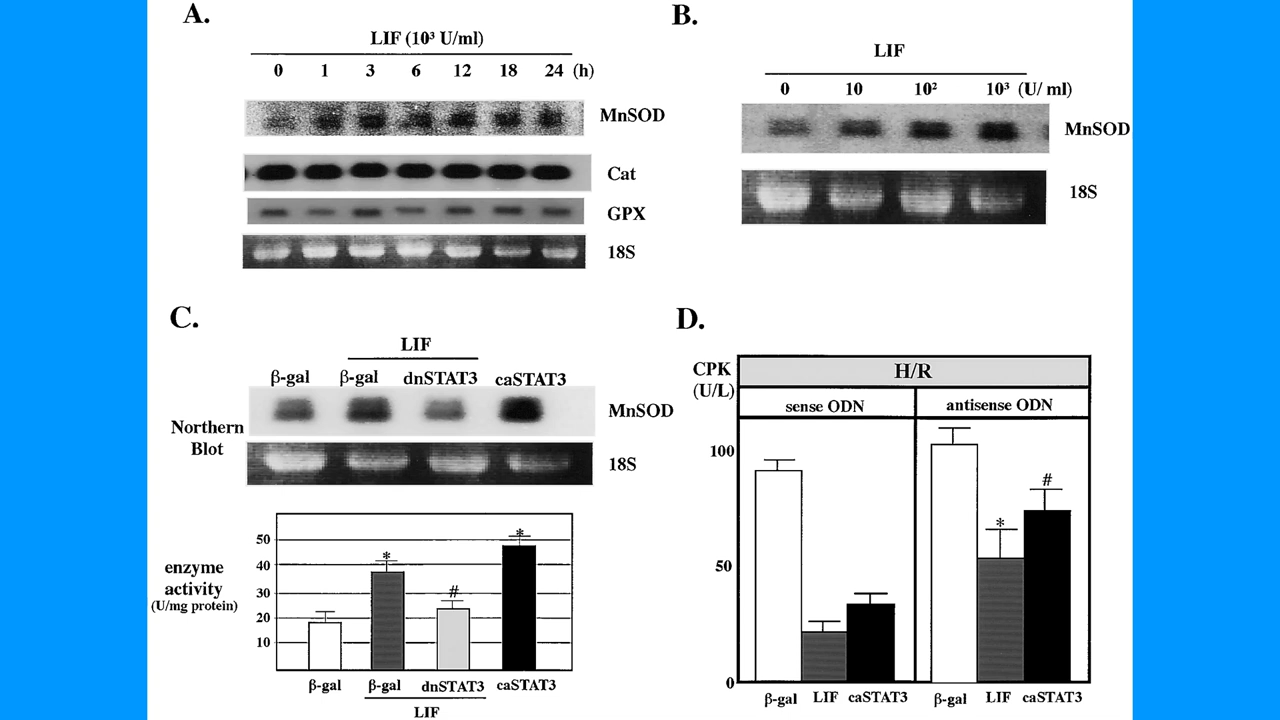 A.
LIF (10³ U/ml)
0 1 3 6 12 18 24 (h)
MnSOD
Cat
GPX
18S
B.
LIF
0 10 10² 10³ (U/ ml)
MnSOD
18S
C.
LIF
β-gal β-gal dnSTAT3 caSTAT3
Northern
Blot
MnSOD
18S
enzyme
activity
(U/mg protein)
50
40
30
20
10
* # *
β-gal β-gal dnSTAT3 caSTAT3
LIF
D.
CPK
(U/L)
H/R
sense ODN antisense ODN
100
50
0
* #
β-gal LIF caSTAT3 β-gal LIF caSTAT3